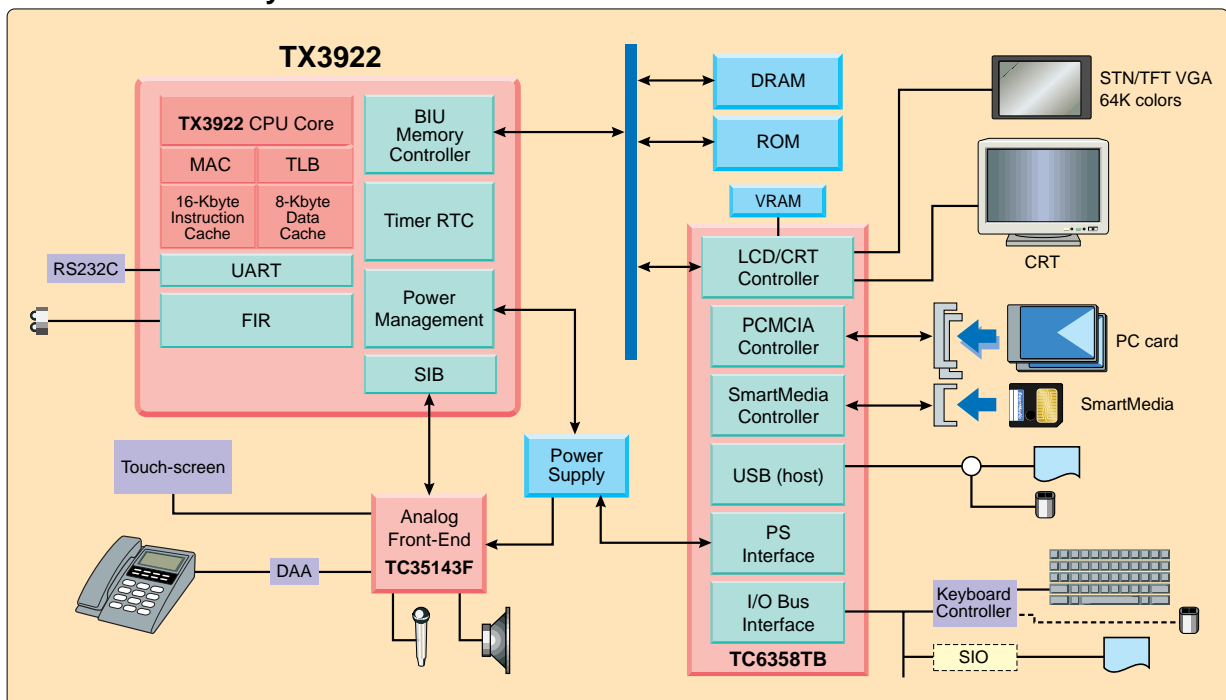 TX3922
TX3922 CPU Core
MAC
TLB
16-Kbyte
Instruction
Cache
8-Kbyte
Data
Cache
UART
FIR
BIU
Memory
Controller
Timer RTC
Power
Management
SIB
RS232C
Touch-screen
DAA
Analog
Front-End
TC35143F
Power
Supply
DRAM
ROM
VRAM
LCD/CRT
Controller
PCMCIA
Controller
SmartMedia
Controller
USB (host)
PS
Interface
I/O Bus
Interface
TC6358TB
STN/TFT VGA
64K colors
CRT
PC card
SmartMedia
Keyboard
Controller
SIO